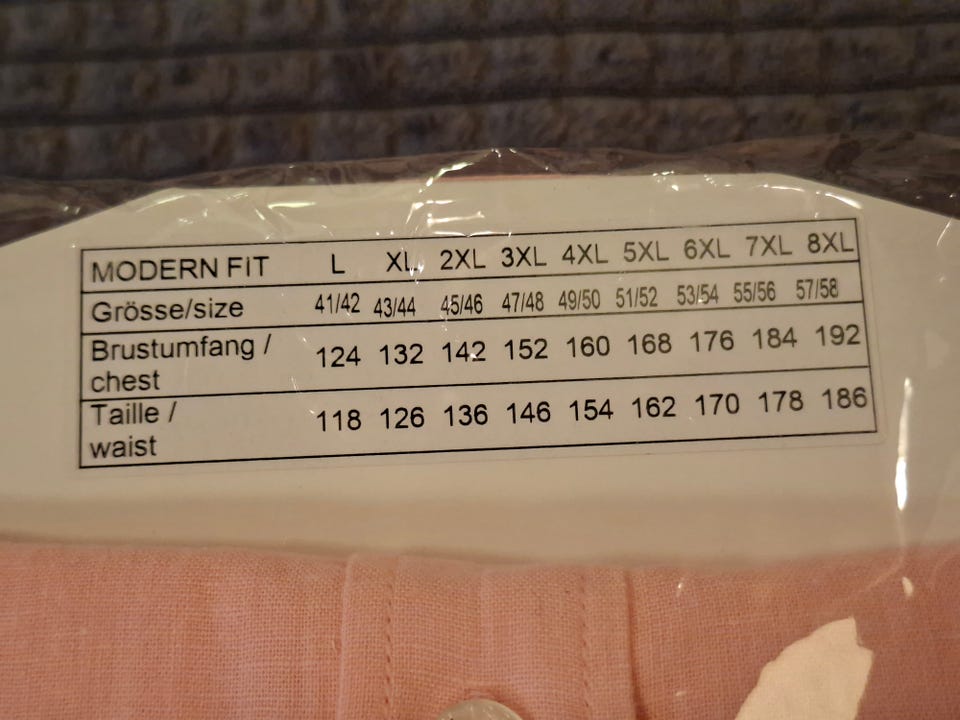 MODERN FIT L XL 2XL 3XL 4XL 5XL 6XL 7XL 8XL
Grösse/size 41/42 43/44 45/46 47/48 49/50 51/52 53/54 55/56 57/58
Brustumfang /
chest 124 132 142 152 160 168 176 184 192
Taille /
waist 118 126 136 146 154 162 170 178 186